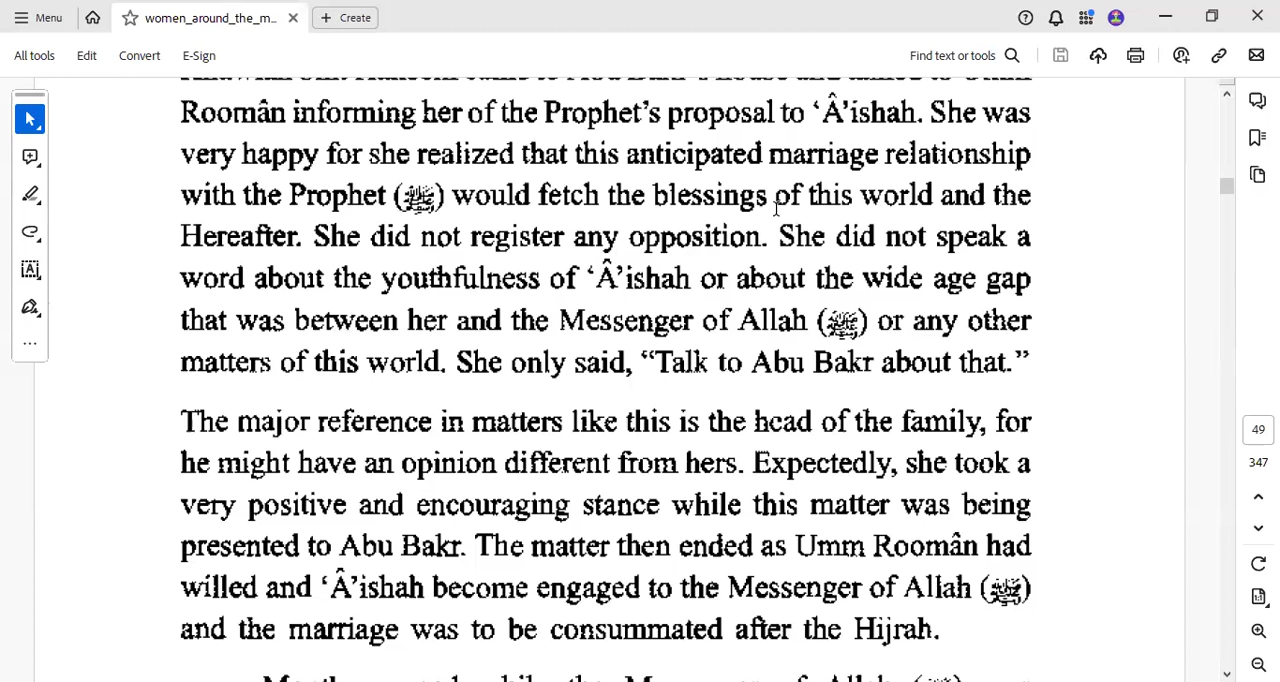 Menu
women_around_the_m...
Create
All tools
Edit
Convert
E-Sign
Find text or tools
Roomân informing her of the Prophet's proposal to ‘Â’ishah. She was
very happy for she realized that this anticipated marriage relationship
with the Prophet (ﷺ) would fetch the blessings of this world and the
Hereafter. She did not register any opposition. She did not speak a
word about the youthfulness of ‘Â’ishah or about the wide age gap
that was between her and the Messenger of Allah (ﷺ) or any other
matters of this world. She only said, “Talk to Abu Bakr about that.”
The major reference in matters like this is the head of the family, for
he might have an opinion different from hers. Expectedly, she took a
very positive and encouraging stance while this matter was being
presented to Abu Bakr. The matter then ended as Umm Roomân had
willed and ‘Â’ishah become engaged to the Messenger of Allah (ﷺ)
and the marriage was to be consummated after the Hijrah.
49
347